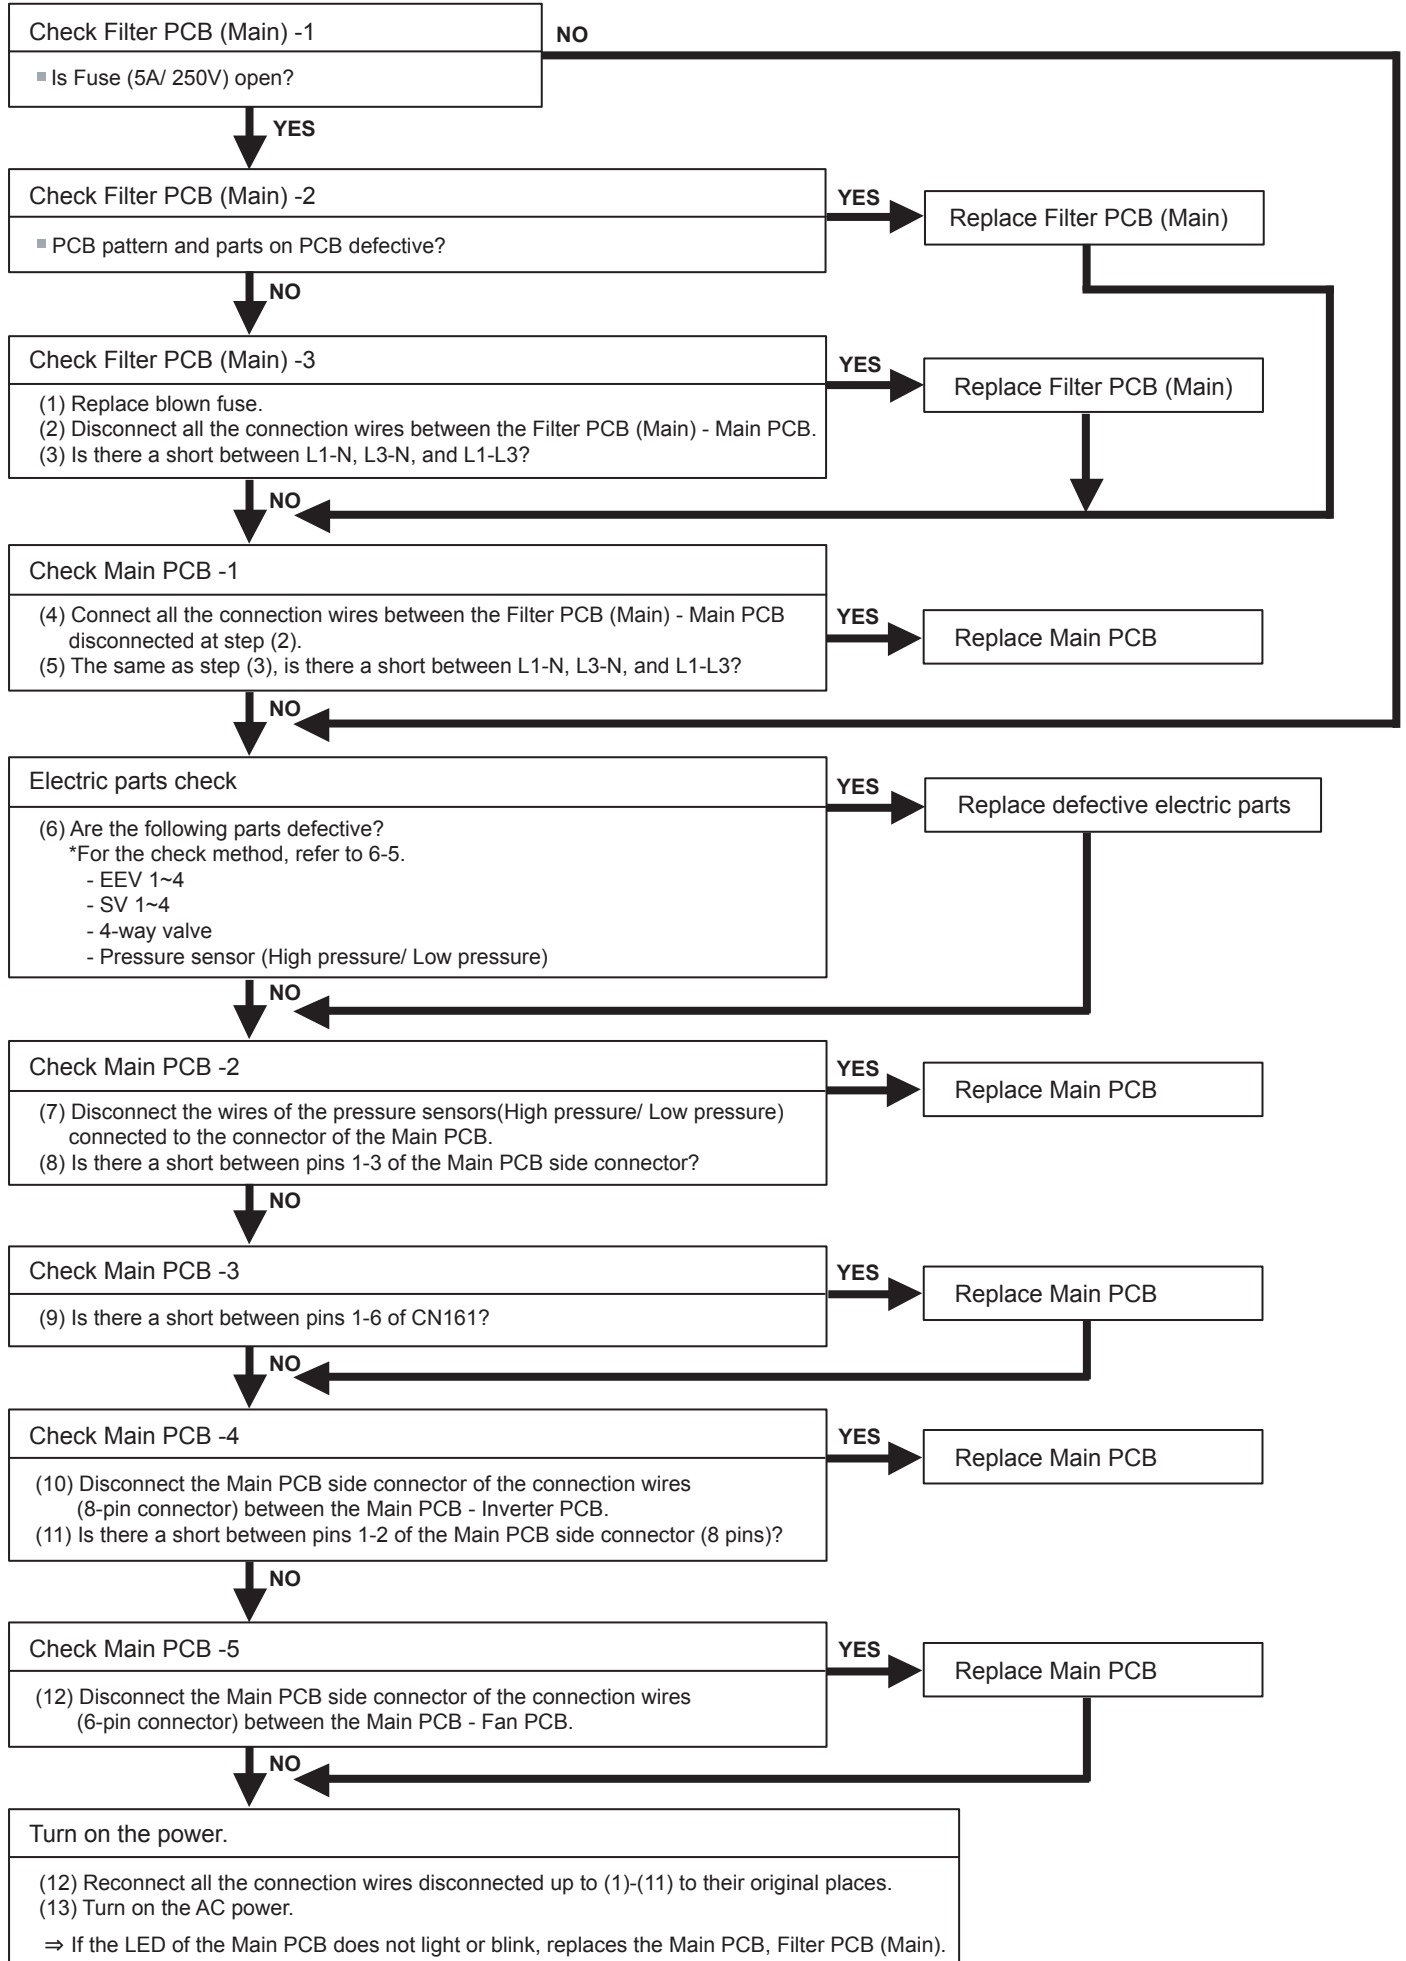 Check Filter PCB (Main) -1
NO
Is Fuse (5A/ 250V) open?
YES
Check Filter PCB (Main) -2
YES
Replace Filter PCB (Main)
PCB pattern and parts on PCB defective?
NO
Check Filter PCB (Main) -3
YES
Replace Filter PCB (Main)
(1) Replace blown fuse.
(2) Disconnect all the connection wires between the Filter PCB (Main) - Main PCB.
(3) Is there a short between L1-N, L3-N, and L1-L3?
NO
Check Main PCB -1
(4) Connect all the connection wires between the Filter PCB (Main) - Main PCB
disconnected at step (2).
YES
Replace Main PCB
(5) The same as step (3), is there a short between L1-N, L3-N, and L1-L3?
NO
Electric parts check
YES
Replace defective electric parts
(6) Are the following parts defective?
*For the check method, refer to 6-5.
- EEV 1~4
- SV 1~4
- 4-way valve
- Pressure sensor (High pressure/ Low pressure)
NO
Check Main PCB -2
YES
Replace Main PCB
(7) Disconnect the wires of the pressure sensors(High pressure/ Low pressure)
connected to the connector of the Main PCB.
(8) Is there a short between pins 1-3 of the Main PCB side connector?
NO
Check Main PCB -3
YES
Replace Main PCB
(9) Is there a short between pins 1-6 of CN161?
NO
Check Main PCB -4
YES
Replace Main PCB
(10) Disconnect the Main PCB side connector of the connection wires
(8-pin connector) between the Main PCB - Inverter PCB.
(11) Is there a short between pins 1-2 of the Main PCB side connector (8 pins)?
NO
Check Main PCB -5
YES
Replace Main PCB
(12) Disconnect the Main PCB side connector of the connection wires
(6-pin connector) between the Main PCB - Fan PCB.
NO
Turn on the power.
(12) Reconnect all the connection wires disconnected up to (1)-(11) to their original places.
(13) Turn on the AC power.
⇒ If the LED of the Main PCB does not light or blink, replaces the Main PCB, Filter PCB (Main).